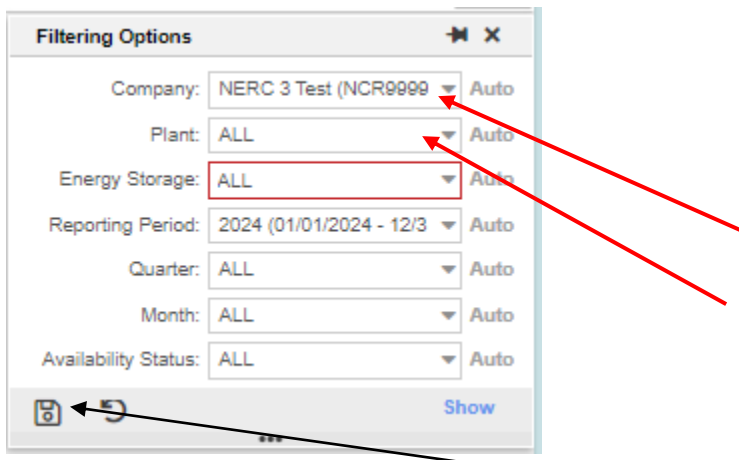 Filtering Options
Company: NERC 3 Test (NCR9999 Auto
Plant: ALL Auto
Energy Storage: ALL Auto
Reporting Period: 2024 (01/01/2024 - 12/3 Auto
Quarter: ALL Auto
Month: ALL Auto
Availability Status: ALL Auto
Show